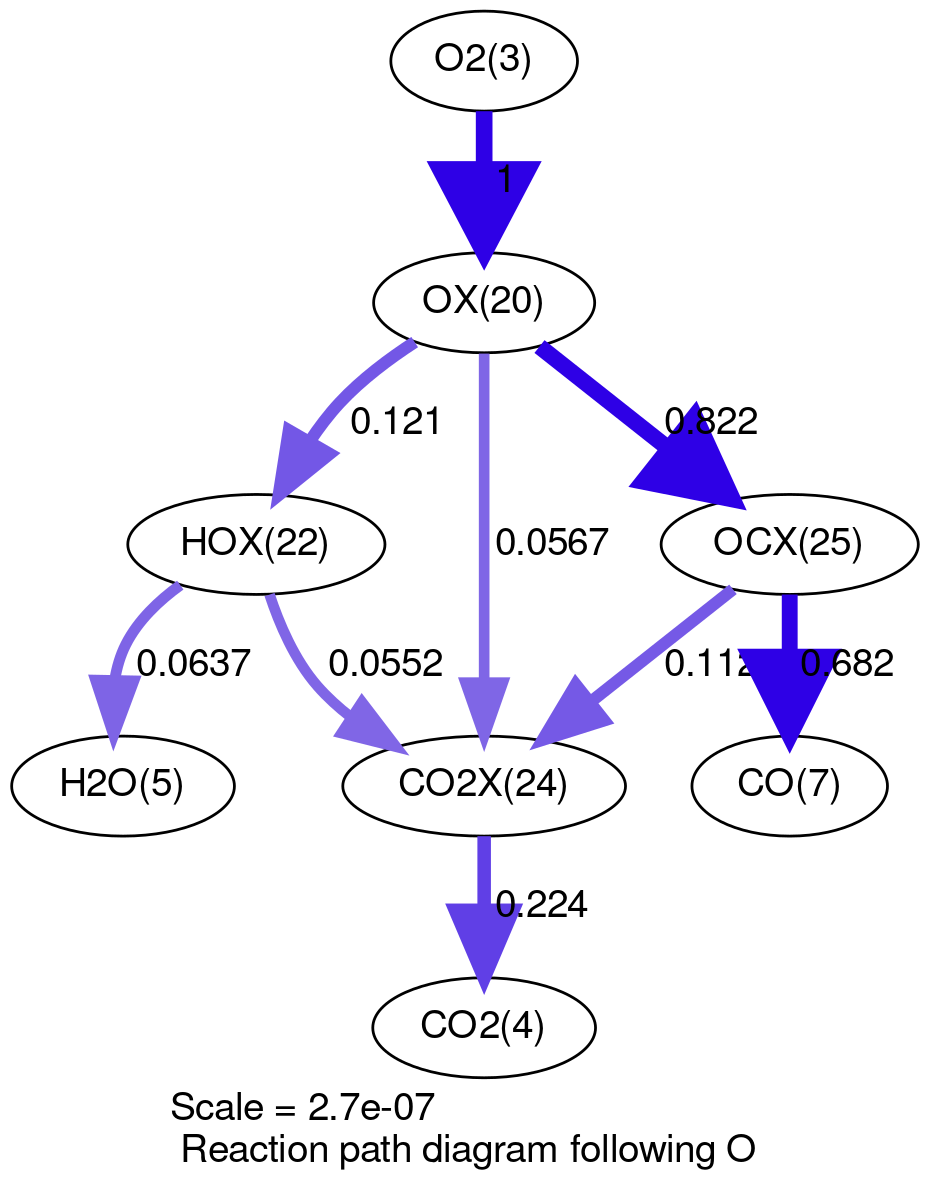 O2(3)
1
OX(20)
0.121
0.822
HOX(22)
0.0567
OCX(25)
0.0637
0.0552
0.112
0.682
H2O(5)
CO2X(24)
CO(7)
0.224
CO2(4)
Scale = 2.7e-07
Reaction path diagram following O